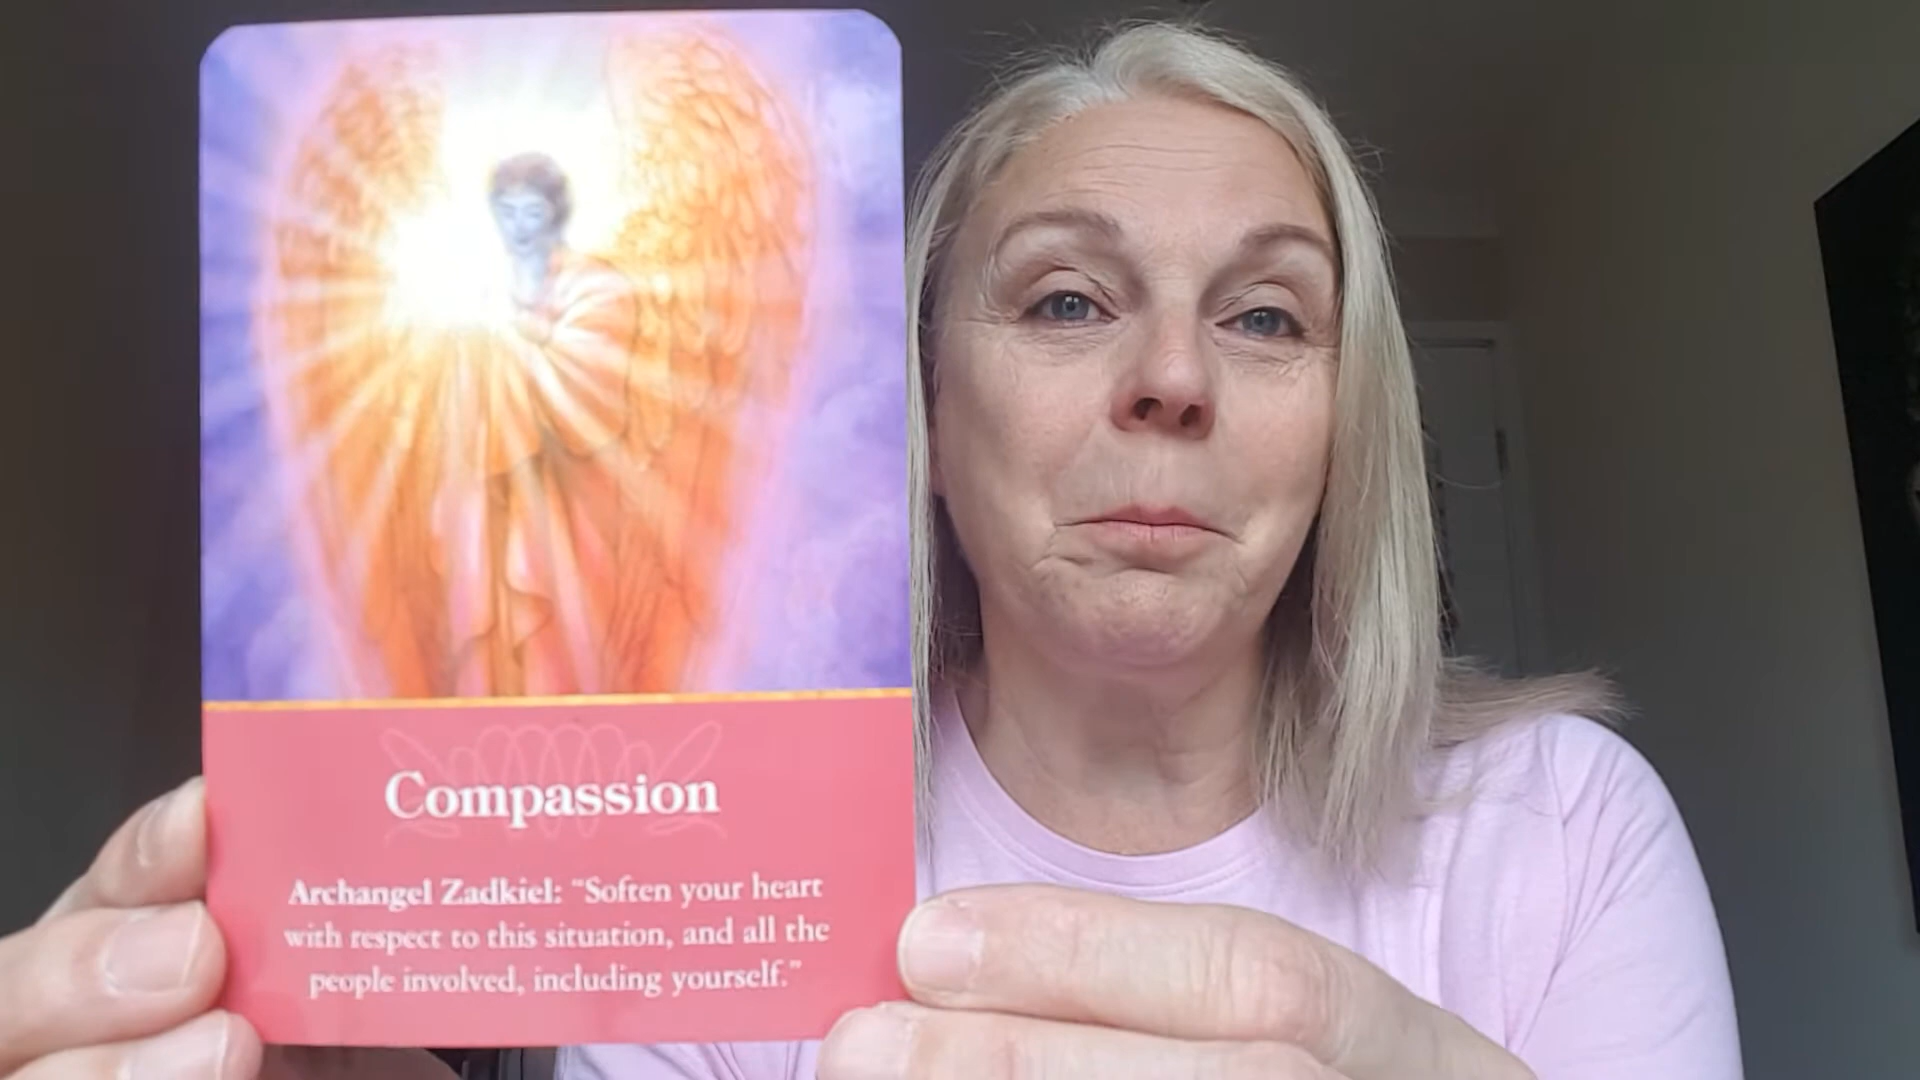 Compassion
Archangel Zadkiel: "Soften your heart
with respect to this situation, and all the
people involved, including yourself."